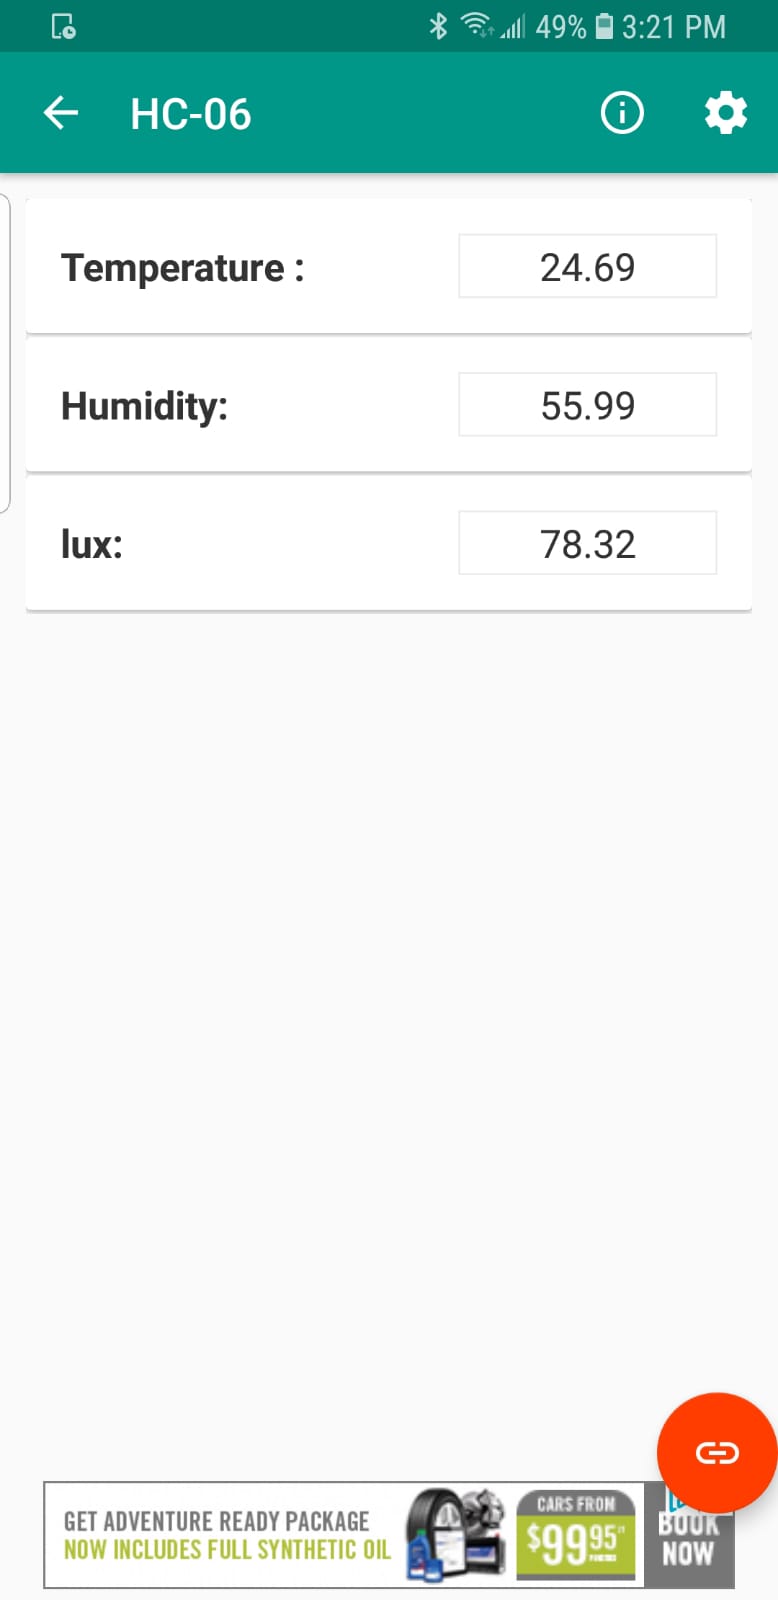 49% 3:21 PM
HC-06
Temperature : 24.69
Humidity: 55.99
lux: 78.32
GET ADVENTURE READY PACKAGE
NOW INCLUDES FULL SYNTHETIC OIL
CARS FROM
$99 95
BOOK
NOW